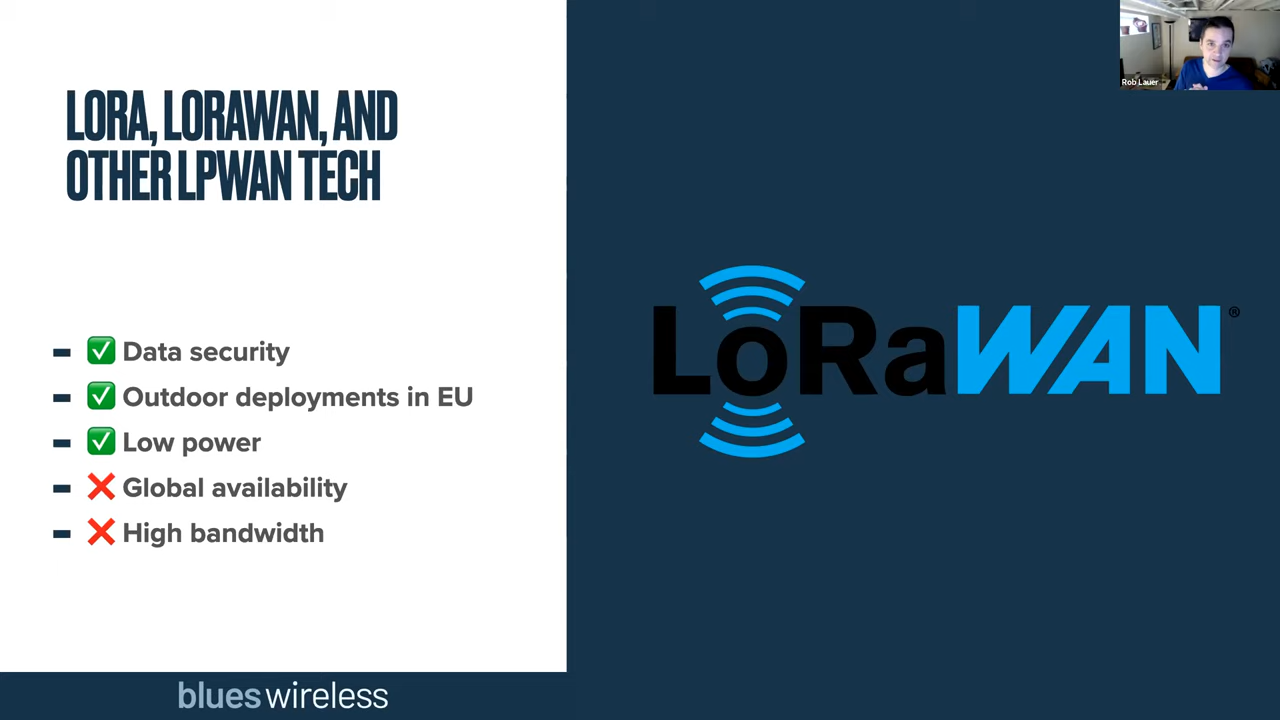 LORA, LORAWAN, AND
OTHER LPWAN TECH
- ✅ Data security
- ✅ Outdoor deployments in EU
- ✅ Low power
- ❌ Global availability
- ❌ High bandwidth
LoRaWAN®
Rob Lauer
blues wireless